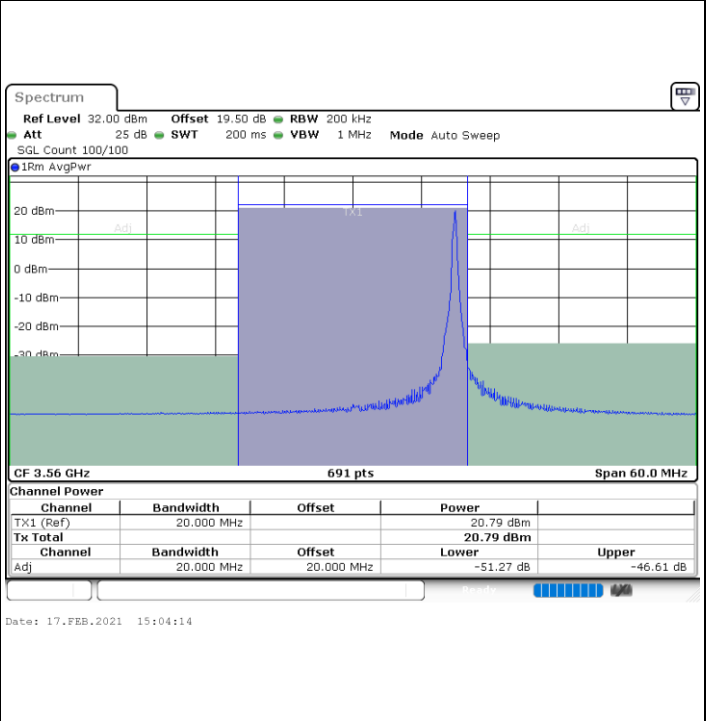 Spectrum
Ref Level 32.00 dBm Offset 19.50 dB RBW 200 kHz
Att 25 dB SWT 200 ms VBW 1 MHz Mode Auto Sweep
SGL Count 100/100
1Rm AvgPwr
20 dBm
TX1
Adj
Adj
10 dBm
0 dBm
-10 dBm
-20 dBm
-30 dBm
CF 3.56 GHz 691 pts Span 60.0 MHz
Channel Power
Channel Bandwidth Offset Power
TX1 (Ref) 20.000 MHz 20.79 dBm
Tx Total 20.79 dBm
Channel Bandwidth Offset Lower Upper
Adj 20.000 MHz 20.000 MHz -51.27 dB -46.61 dB
Ready
Date: 17.FEB.2021 15:04:14